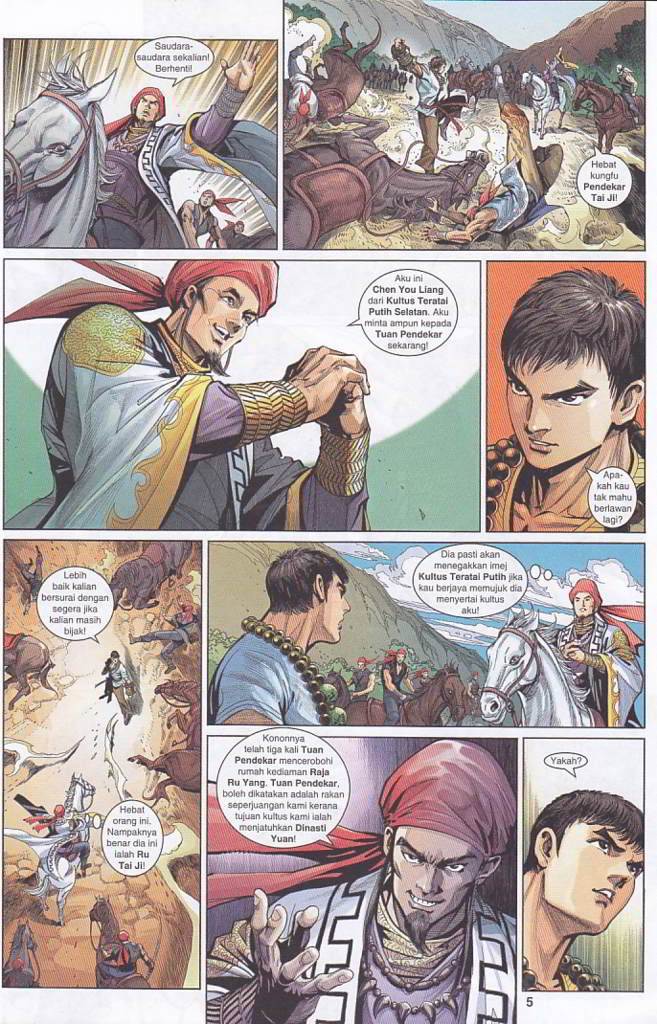 Saudara-
saudara sekalian!
Berhenti!
Hebat
kungfu
Pendekar
Tai Ji!
Aku ini
Chen You Liang
dari Kultus Teratai
Putih Selatan. Aku
minta ampun kepada
Tuan Pendekar
sekarang!
Apa-
kah kau
tak mahu
berlawan
lagi?
Lebih
baik kalian
bersurai dengan
segera jika
kalian masih
bijak!
Hebat
orang ini.
Nampaknya
benar dia ini
ialah Ru
Tai Ji!
Dia pasti akan
menegakkan imej
Kultus Teratai Putih jika
kau berjaya memujuk dia
menyertai kultus
aku!
Kononnya
telah tiga kali Tuan
Pendekar mencerobohi
rumah kediaman Raja
Ru Yang. Tuan Pendekar,
boleh dikatakan adalah rakan
seperjuangan kami kerana
tujuan kultus kami ialah
menjatuhkan Dinasti
Yuan!
Yakah?
5